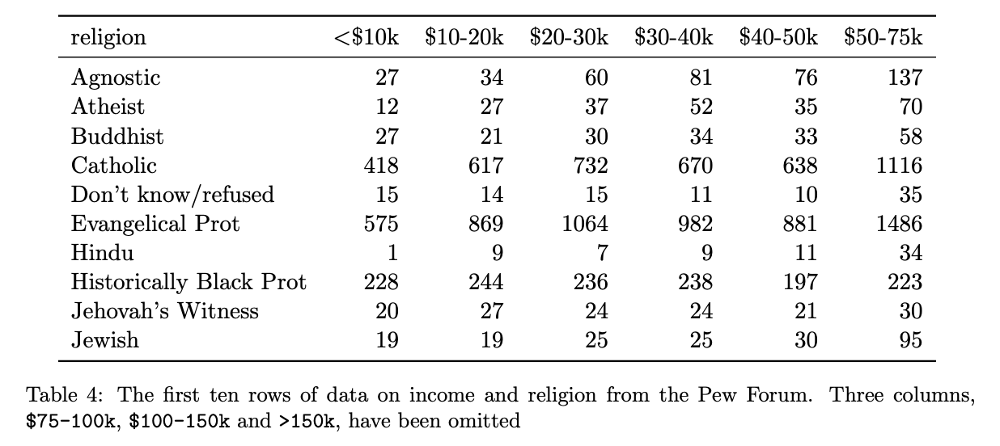 religion <$10k $10-20k $20-30k $30-40k $40-50k $50-75k
Agnostic 27 34 60 81 76 137
Atheist 12 27 37 52 35 70
Buddhist 27 21 30 34 33 58
Catholic 418 617 732 670 638 1116
Don’t know/refused 15 14 15 11 10 35
Evangelical Prot 575 869 1064 982 881 1486
Hindu 1 9 7 9 11 34
Historically Black Prot 228 244 236 238 197 223
Jehovah’s Witness 20 27 24 24 21 30
Jewish 19 19 25 25 30 95
Table 4: The first ten rows of data on income and religion from the Pew Forum. Three columns,
$75-100k, $100-150k and >150k, have been omitted